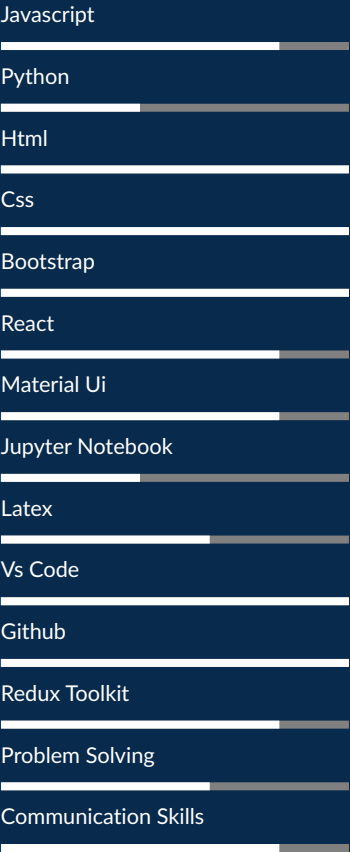 Javascript
Python
Html
Css
Bootstrap
React
Material Ui
Jupyter Notebook
Latex
Vs Code
Github
Redux Toolkit
Problem Solving
Communication Skills